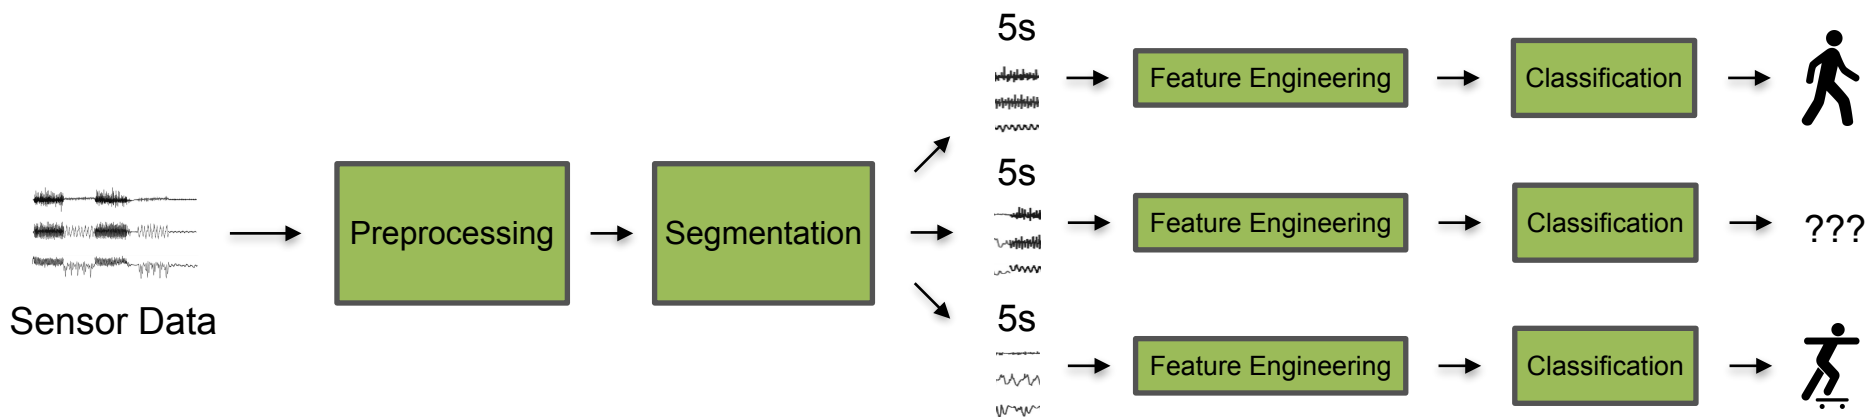 Sensor Data
Preprocessing
Segmentation
5s
Feature Engineering
Classification
5s
Feature Engineering
Classification
???
5s
Feature Engineering
Classification